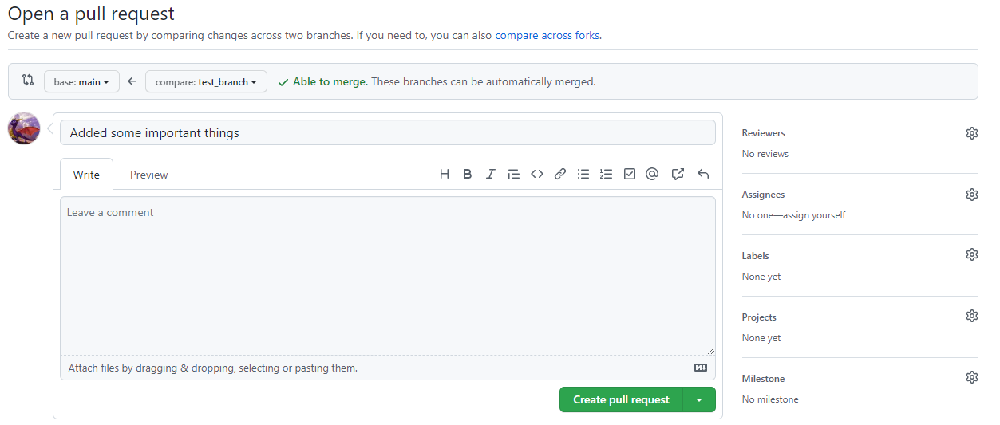 Open a pull request
Create a new pull request by comparing changes across two branches. If you need to, you can also compare across forks.
base: main
compare: test_branch
Able to merge. These branches can be automatically merged.
Added some important things
Write
Preview
Leave a comment
Attach files by dragging & dropping, selecting or pasting them.
Create pull request
Reviewers
No reviews
Assignees
No one—assign yourself
Labels
None yet
Projects
None yet
Milestone
No milestone